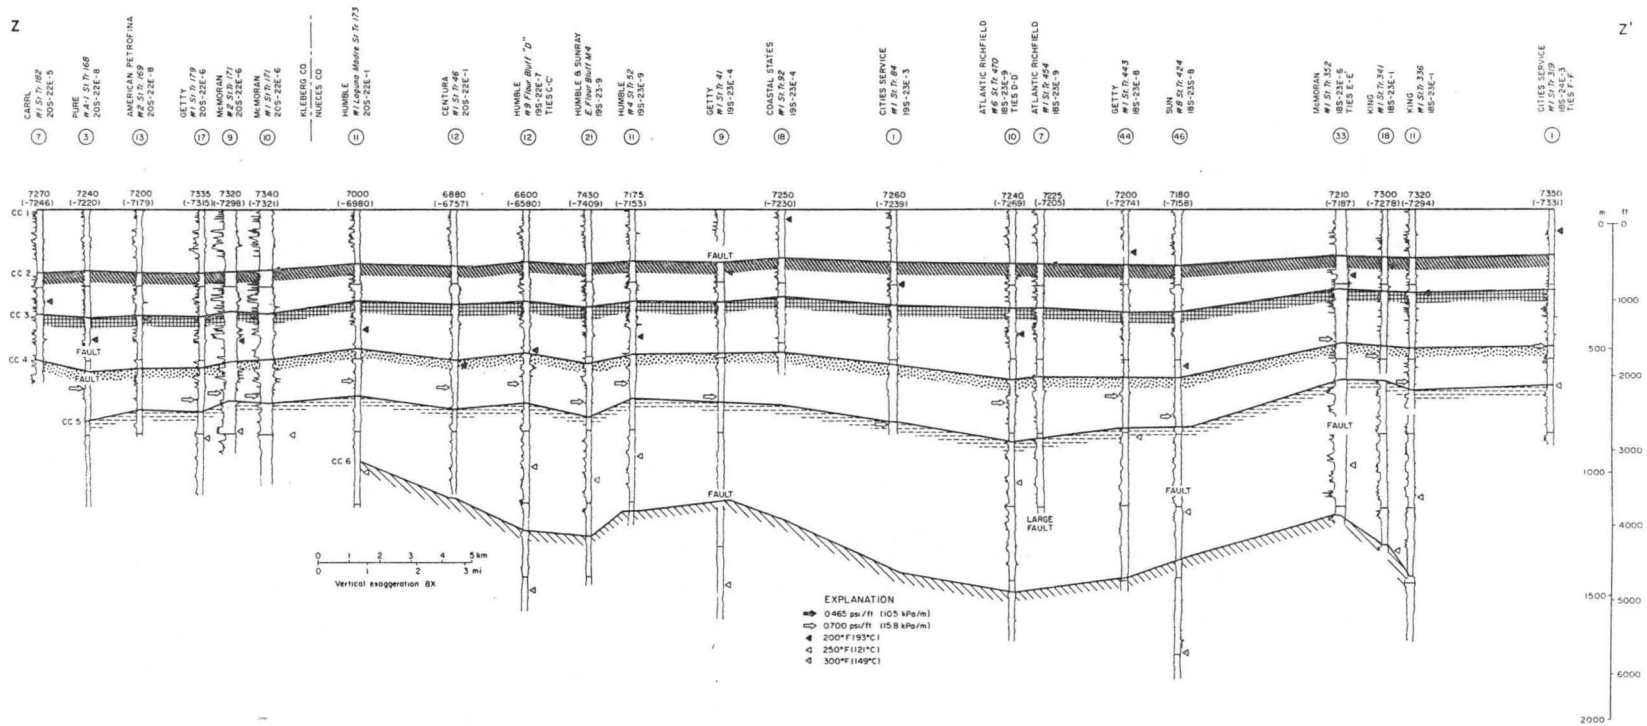 Z
Z'
CARRL
#1 St Tr 182
20S-22E-5
7
PURE
#A-1 St Tr 168
20S-22E-8
3
AMERICAN PETROFINA
#2 St. Tr. 169
20S-22E-8
13
GETTY
#1 St Tr 179
20S-22E-6
17
McMORAN
#2 St Tr 171
20S-22E-6
9
McMORAN
#1 St Tr 171
20S-22E-6
10
KLEBERG CO
NUECES CO
HUMBLE
#1 Laguna Madre St Tr 173
20S-22E-1
11
CENTURA
#1 St Tr 46
20S-22E-1
12
HUMBLE
#9 Flour Bluff "D"
19S-22E-7
TIES C-C'
12
HUMBLE & SUNRAY
E. Flour Bluff #4
19S-23-9
21
HUMBLE
#4 St Tr 52
19S-23E-9
11
GETTY
#1 St Tr 41
19S-23E-4
9
COASTAL STATES
#1 St Tr 92
19S-23E-4
18
CITIES SERVICE
#1 St Tr 84
19S-23E-3
1
ATLANTIC RICHFIELD
#6 St Tr. 470
18S-23E-9
TIES D-D'
10
ATLANTIC RICHFIELD
#1 St Tr 454
18S-23E-9
7
GETTY
#1 St Tr 443
18S-23E-8
44
SUN
#8 St Tr 424
18S-23S-8
46
McMORAN
#1 St Tr. 352
18S-23E-6
TIES E-E'
33
KING
#1 St Tr 341
18S-23E-1
18
KING
#1 St Tr 336
18S-23E-1
11
CITIES SERVICE
#1 St Tr 319
18S-24E-3
TIES F-F'
1
7270 7240 7200 7335 7320 7340 7000 6880 6600 7430 7175 7250 7260 7240 7225 7200 7180 7210 7300 7320 7350
(-7246) (-7220) (-7179) (-7315) (-7298) (-7321) (-6980) (-6757) (-6580) (-7409) (-7153) (-7230) (-7239) (-7269) (-7205) (-7274) (-7158) (-7187) (-7278) (-7294) (-7331)
CC 1
m ft
0 0
FAULT
CC 2
1000
CC 3
FAULT
500
CC 4
FAULT
2000
CC 5
FAULT
3000
CC 6
1000
FAULT
FAULT
LARGE
FAULT
4000
0 1 2 3 4 5 km
0 1 2 3 mi
Vertical exaggeration 8X
EXPLANATION
0.465 psi/ft (10.5 kPa/m)
0.700 psi/ft (15.8 kPa/m)
200°F (93°C)
250°F (121°C)
300°F (149°C)
1500
5000
6000
2000